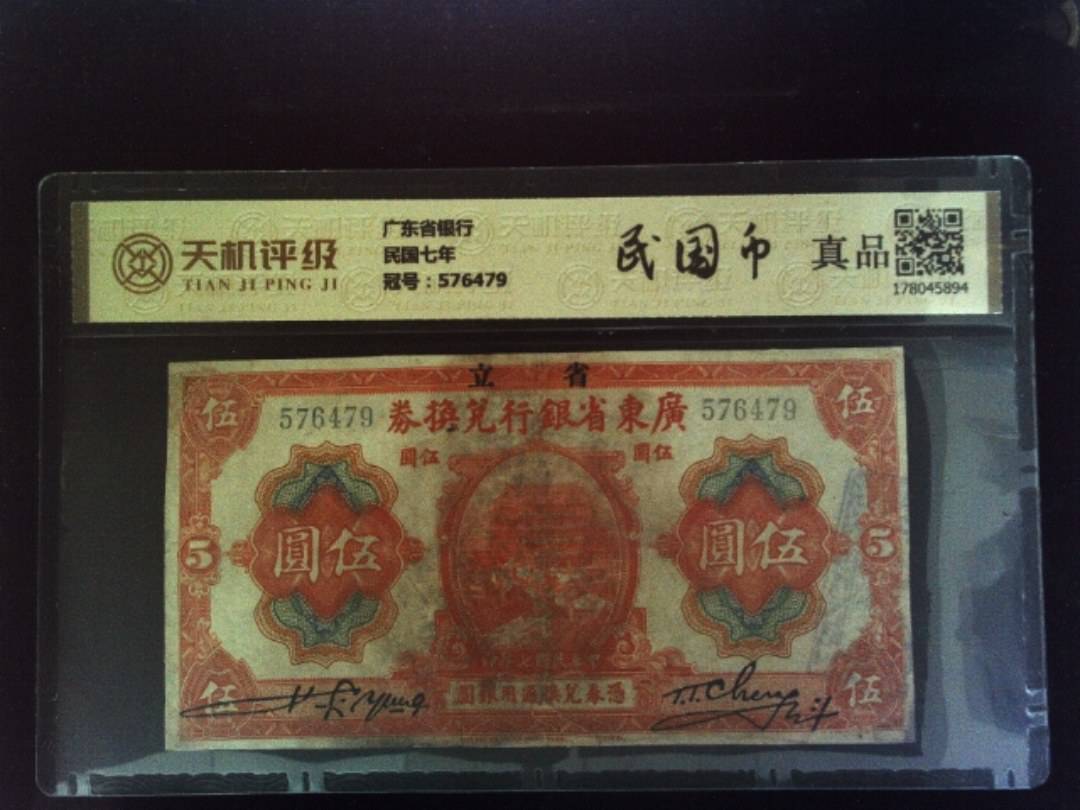 天机评级
TIAN JI PING JI
广东省银行
民国七年
冠号：576479
民国币
真品
178045894
立 省
576479
券換兌行銀省東廣
576479
圓伍
圓伍
伍
伍
圓伍
圓伍
5
5
伍
伍